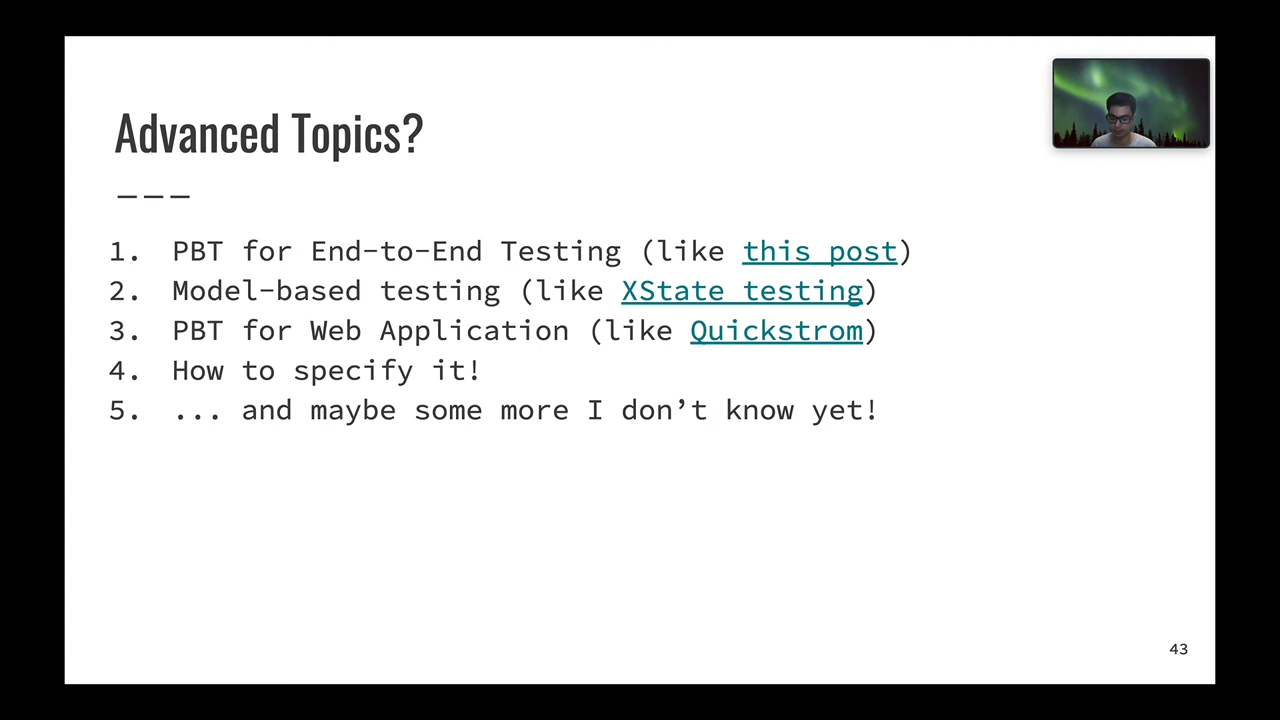 Advanced Topics?
———
1. PBT for End-to-End Testing (like this post)
2. Model-based testing (like XState testing)
3. PBT for Web Application (like Quickstrom)
4. How to specify it!
5. ... and maybe some more I don’t know yet!
43